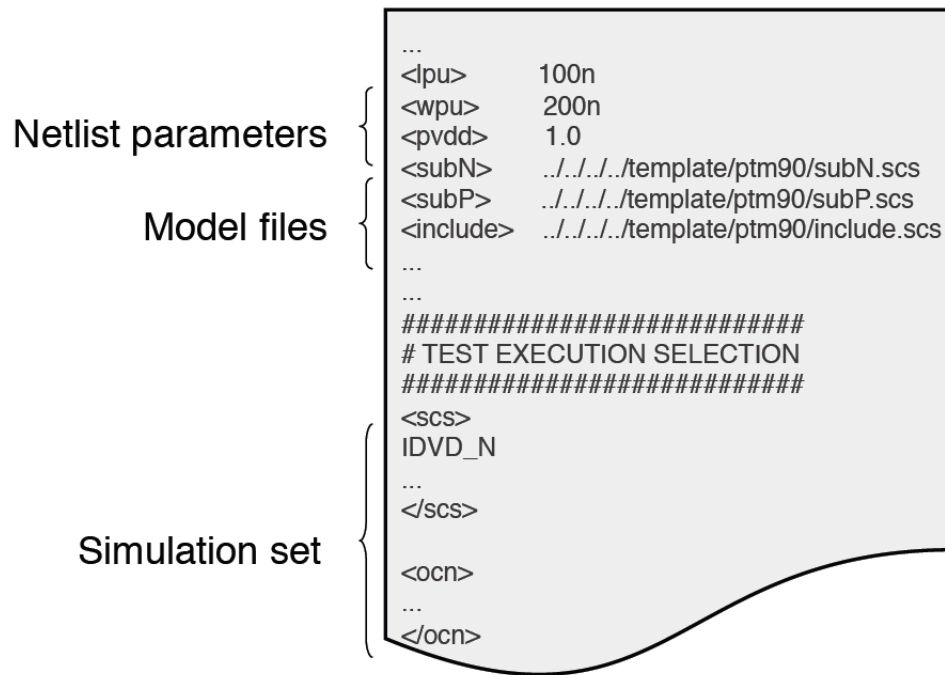 ...
<lpu> 100n
<wpu> 200n
Netlist parameters
<pvdd> 1.0
<subN> ../../../../template/ptm90/subN.scs
<subP> ../../../../template/ptm90/subP.scs
Model files
<include> ../../../../template/ptm90/include.scs
...
...
############################
# TEST EXECUTION SELECTION
############################
<scs>
IDVD_N
...
</scs>
Simulation set
<ocn>
...
</ocn>